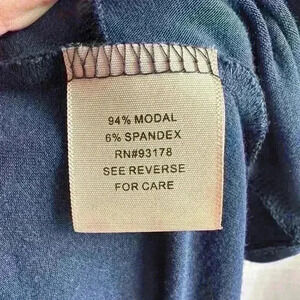 94% MODAL
6% SPANDEX
RN#93178
SEE REVERSE
FOR CARE